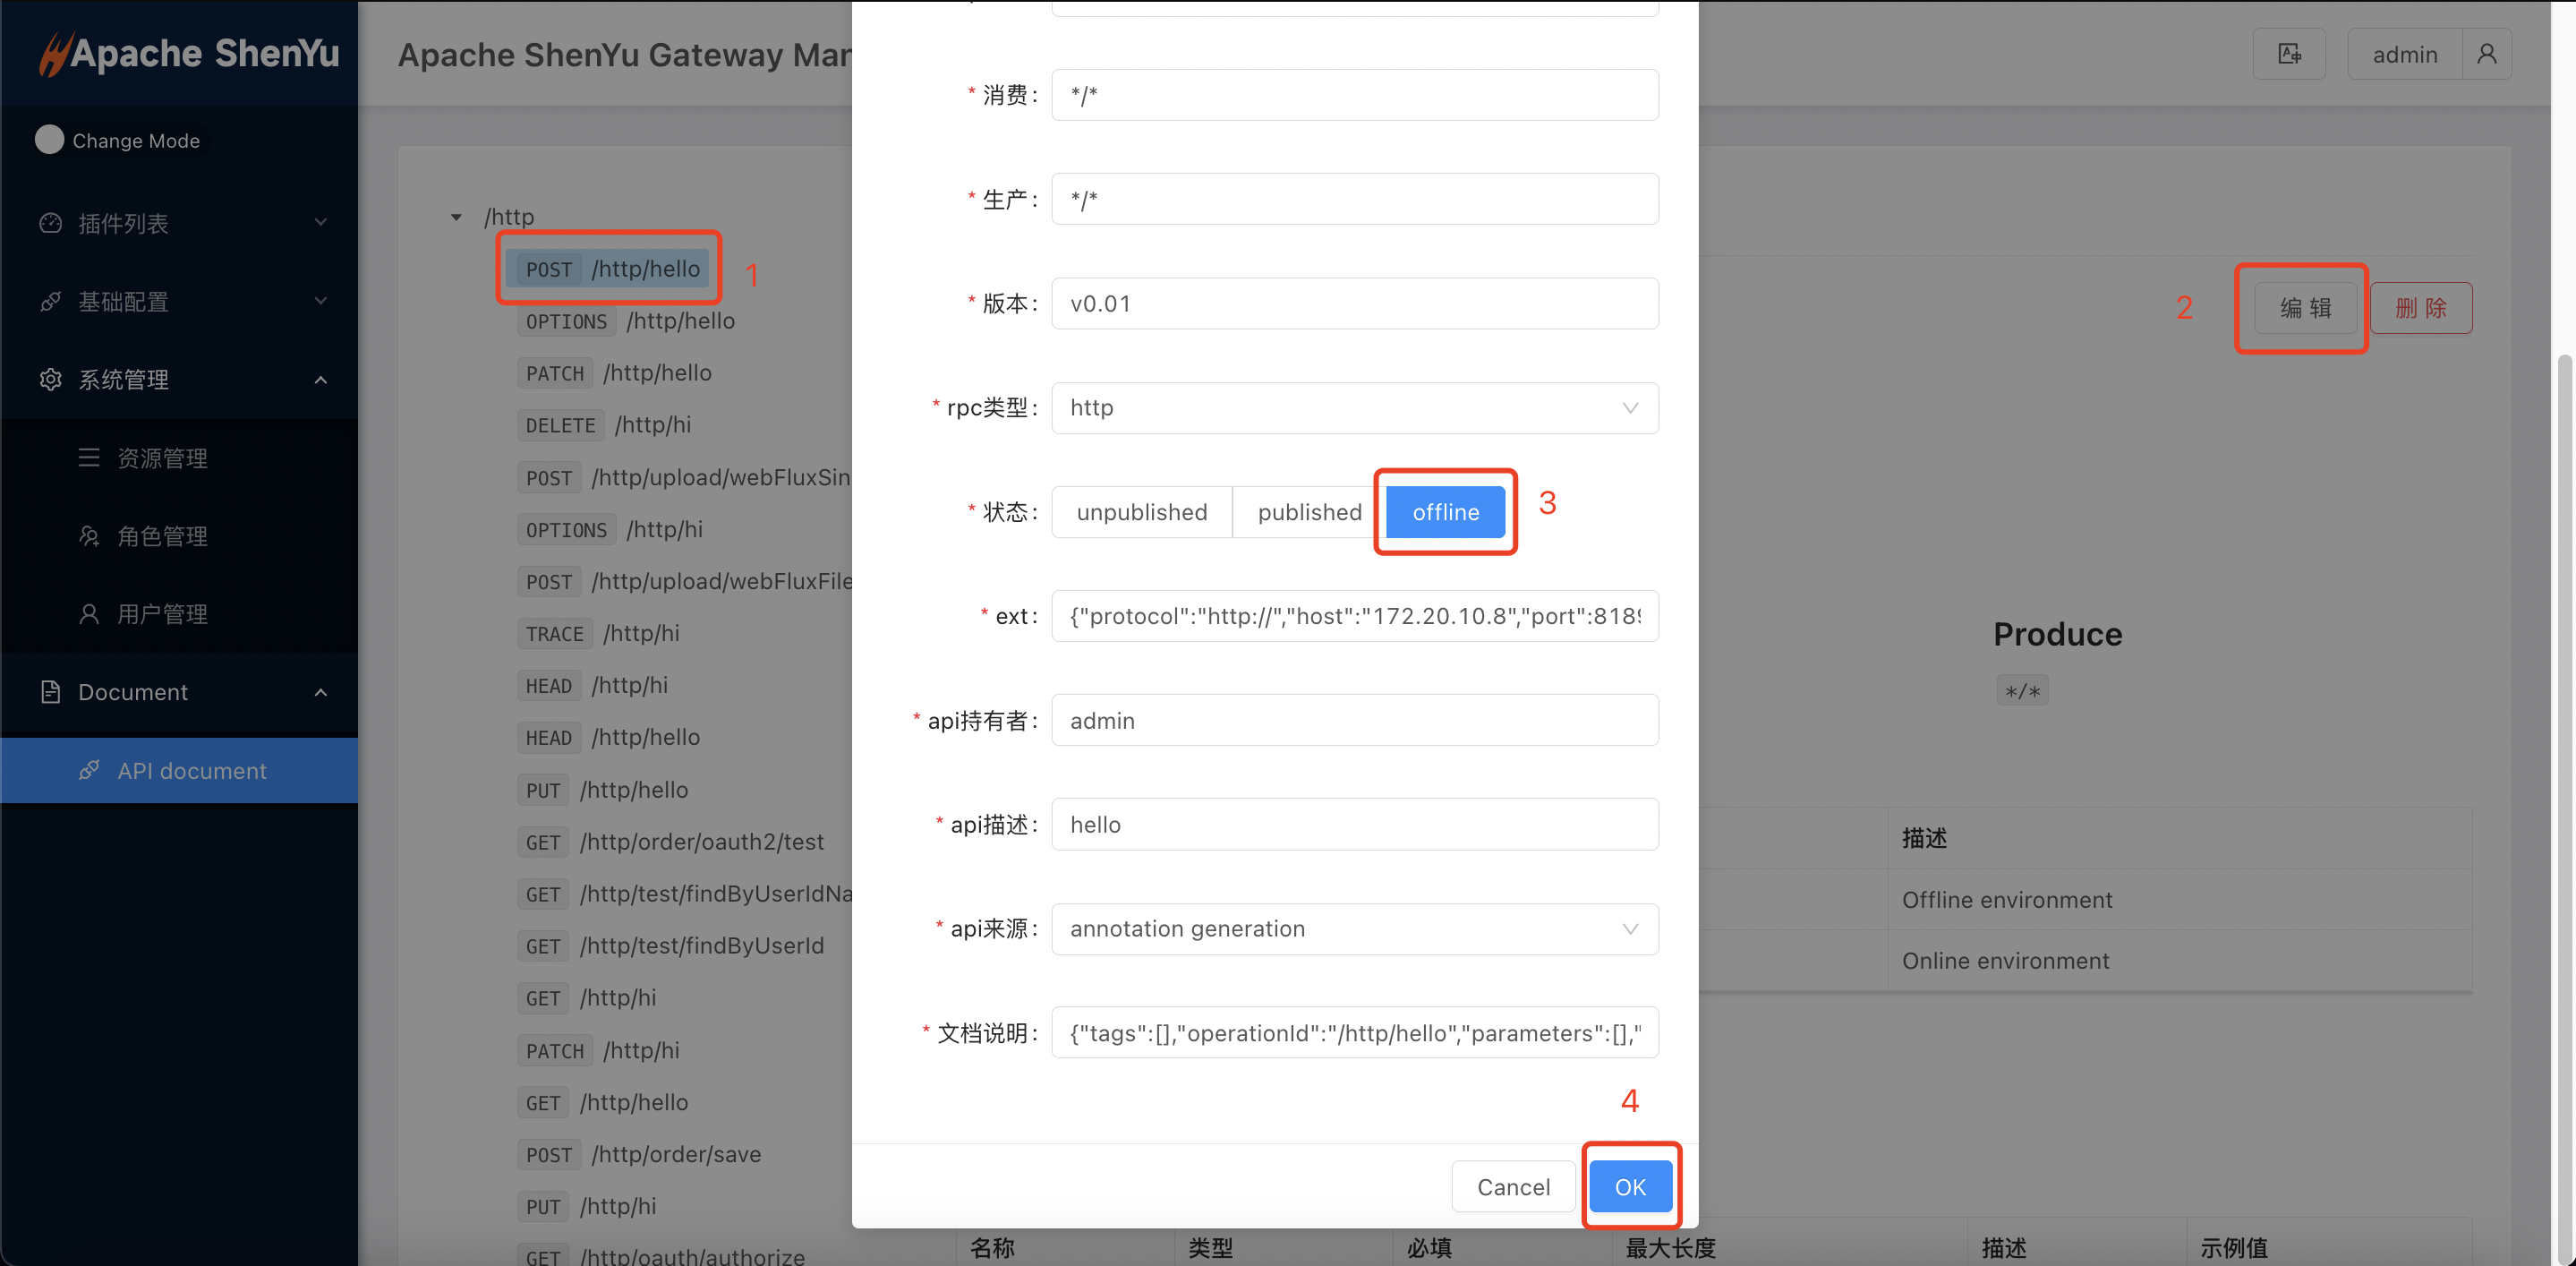 Apache ShenYu
Change Mode
插件列表
基础配置
系统管理
资源管理
角色管理
用户管理
Document
API document
Apache ShenYu Gateway Man
admin
/http
POST /http/hello
1
OPTIONS /http/hello
PATCH /http/hello
DELETE /http/hi
POST /http/upload/webFluxSin
OPTIONS /http/hi
POST /http/upload/webFluxFile
TRACE /http/hi
HEAD /http/hi
HEAD /http/hello
PUT /http/hello
GET /http/order/oauth2/test
GET /http/test/findByUserIdNa
GET /http/test/findByUserId
GET /http/hi
PATCH /http/hi
GET /http/hello
POST /http/order/save
PUT /http/hi
GET /http/oauth/authorize
* 消费: */*
* 生产: */*
* 版本: v0.01
* rpc类型: http
* 状态: unpublished published offline
3
* ext: {"protocol":"http://","host":"172.20.10.8","port":8189
* api持有者: admin
* api描述: hello
* api来源: annotation generation
* 文档说明: {"tags":[],"operationId":"/http/hello","parameters":[],"
4
Cancel OK
2
编 辑 删 除
Produce
*/*
描述
Offline environment
Online environment
名称 类型 必填 最大长度 描述 示例值